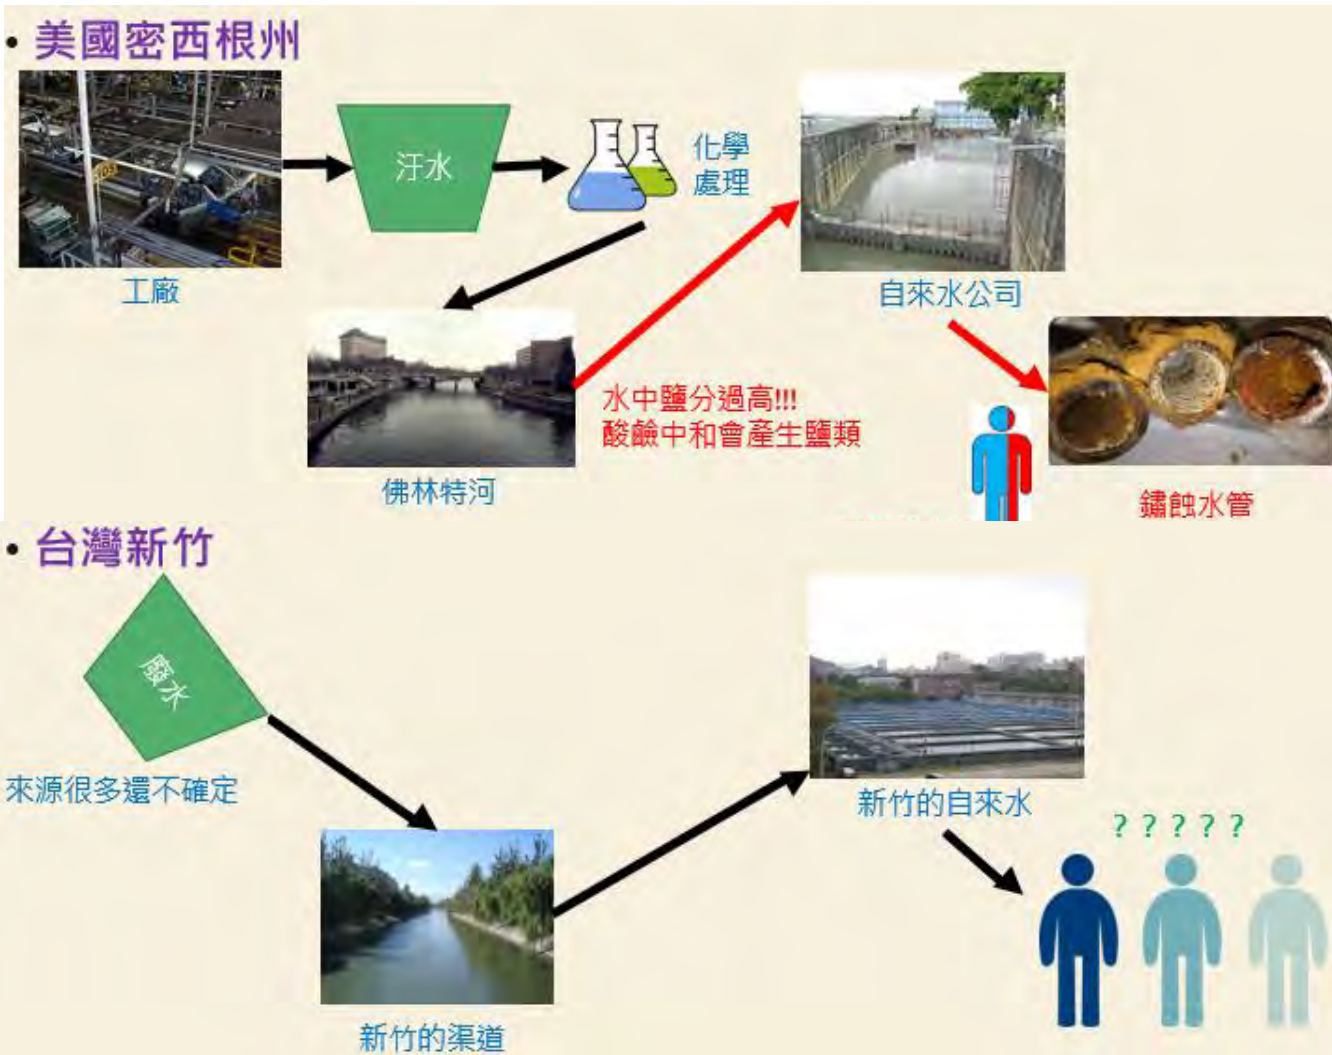 • 美國密西根州
汙水
化學
處理
工廠
自來水公司
水中鹽分過高!!!
酸鹼中和會產生鹽類
佛林特河
鏽蝕水管
• 台灣新竹
廢水
來源很多還不確定
新竹的自來水
? ? ? ? ?
新竹的渠道